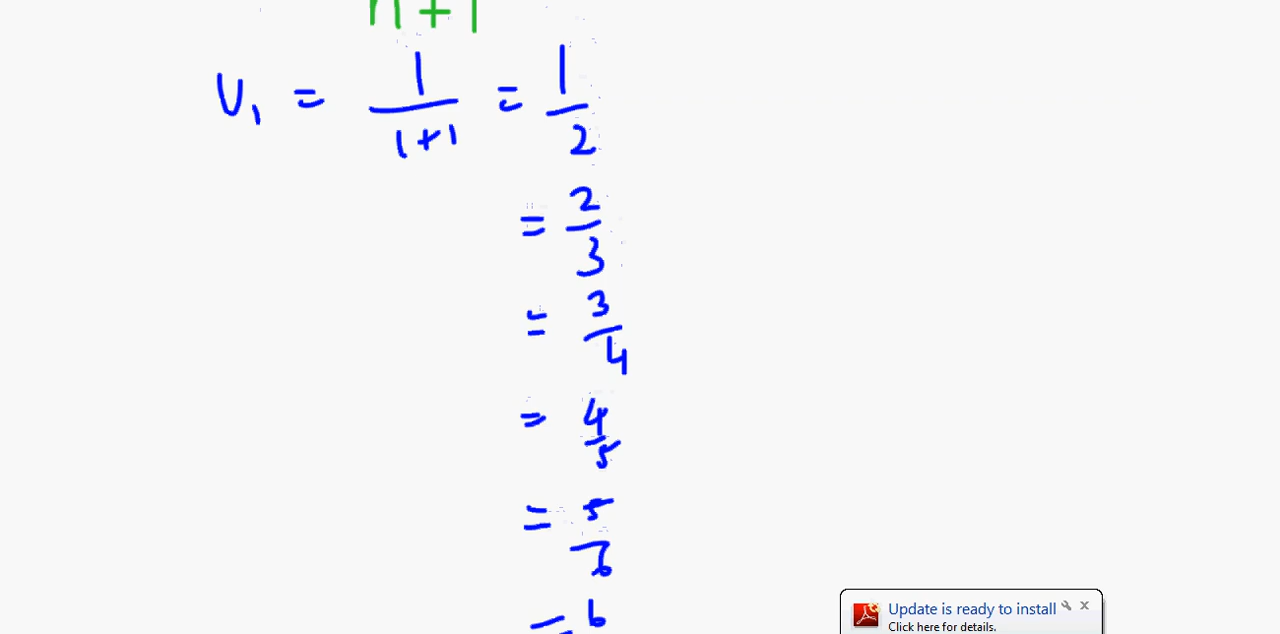 n+1
U₁ = 1/(1+1) = 1/2
= 2/3
= 3/4
= 4/5
= 5/6
= 6
Update is ready to install
Click here for details.